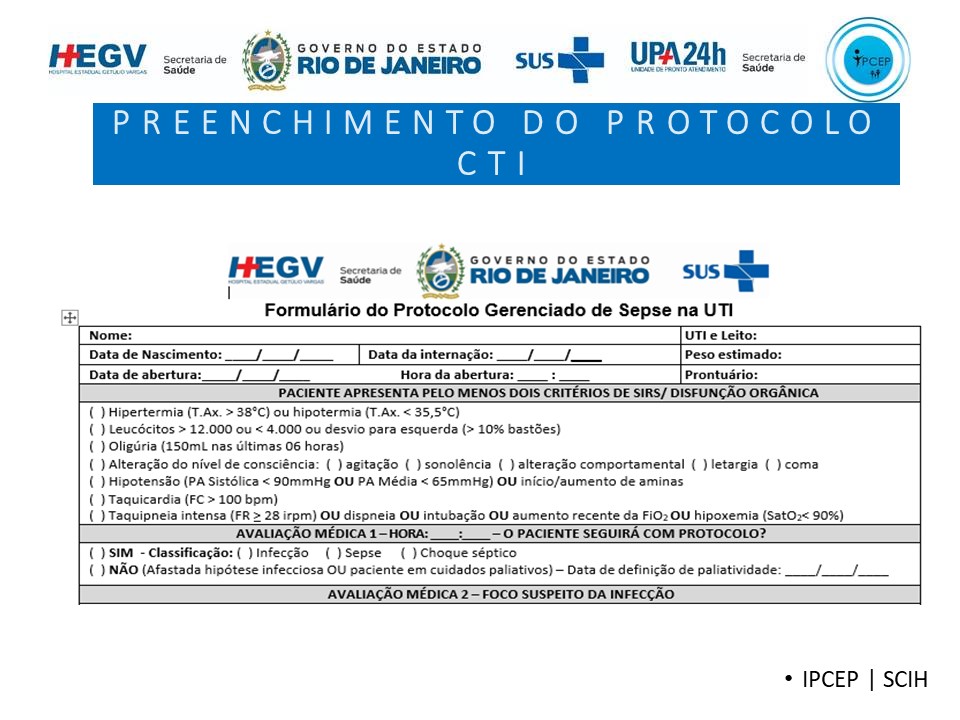 HEGV
HOSPITAL ESTADUAL GETÚLIO VARGAS
Secretaria de
Saúde
GOVERNO DO ESTADO
RIO DE JANEIRO
SUS
UPA24h
UNIDADE DE PRONTO ATENDIMENTO
Secretaria de
Saúde
IPCEP
PREENCHIMENTO DO PROTOCOLO
CTI
HEGV
HOSPITAL ESTADUAL GETÚLIO VARGAS
Secretaria de
Saúde
GOVERNO DO ESTADO
RIO DE JANEIRO
SUS
Formulário do Protocolo Gerenciado de Sepse na UTI
Nome: UTI e Leito:
Data de Nascimento: ____/____/____ Data da internação: ____/____/____ Peso estimado:
Data de abertura:____/____/____ Hora da abertura: ____ : ____ Prontuário:
PACIENTE APRESENTA PELO MENOS DOIS CRITÉRIOS DE SIRS/ DISFUNÇÃO ORGÂNICA
( ) Hipertermia (T.Ax. > 38°C) ou hipotermia (T.Ax. < 35,5°C)
( ) Leucócitos > 12.000 ou < 4.000 ou desvio para esquerda (> 10% bastões)
( ) Oligúria (150mL nas últimas 06 horas)
( ) Alteração do nível de consciência: ( ) agitação ( ) sonolência ( ) alteração comportamental ( ) letargia ( ) coma
( ) Hipotensão (PA Sistólica < 90mmHg OU PA Média < 65mmHg) OU início/aumento de aminas
( ) Taquicardia (FC > 100 bpm)
( ) Taquipneia intensa (FR ≥ 28 irpm) OU dispneia OU intubação OU aumento recente da FiO₂ OU hipoxemia (SatO₂< 90%)
AVALIAÇÃO MÉDICA 1 – HORA: ____:____ – O PACIENTE SEGUIRÁ COM PROTOCOLO?
( ) SIM - Classificação: ( ) Infecção ( ) Sepse ( ) Choque séptico
( ) NÃO (Afastada hipótese infecciosa OU paciente em cuidados paliativos) – Data de definição de paliatividade: ____/____/____
AVALIAÇÃO MÉDICA 2 – FOCO SUSPEITO DA INFECÇÃO
• IPCEP | SCIH